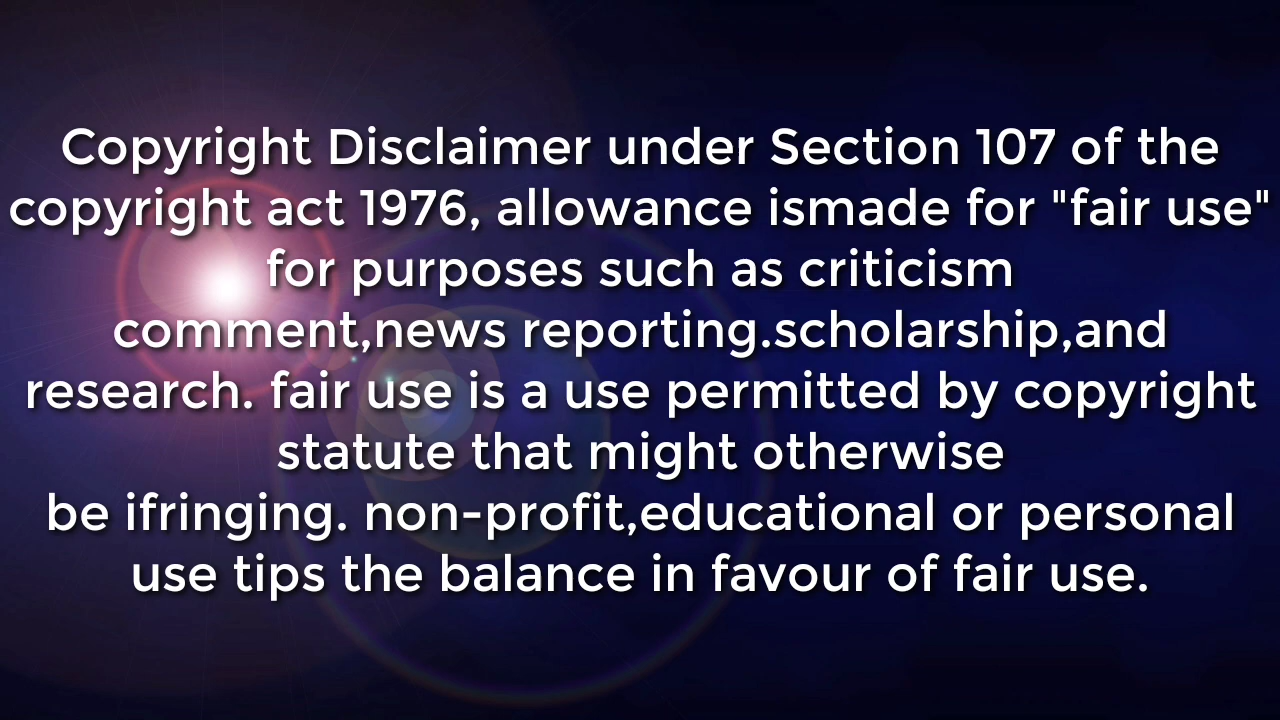 Copyright Disclaimer under Section 107 of the
copyright act 1976, allowance ismade for "fair use"
for purposes such as criticism
comment,news reporting.scholarship,and
research. fair use is a use permitted by copyright
statute that might otherwise
be ifringing. non-profit,educational or personal
use tips the balance in favour of fair use.